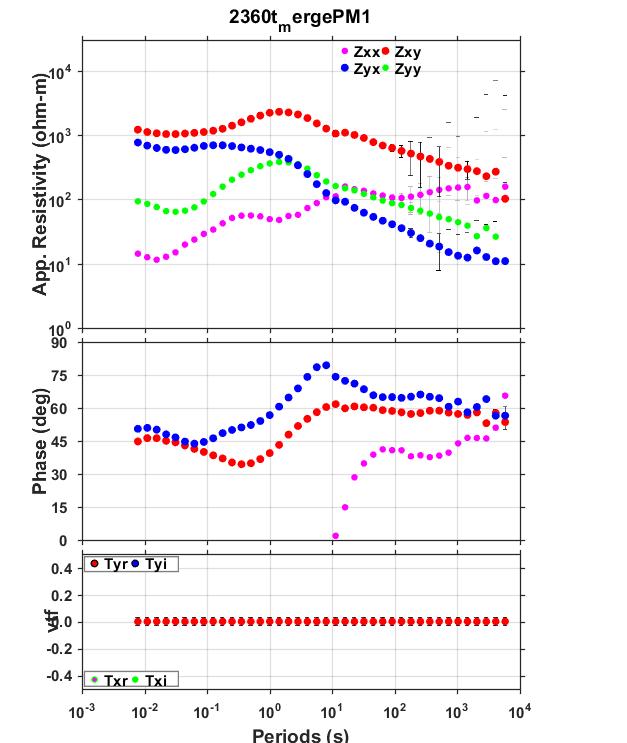 2360t_mergePM1
Zxx Zxy
Zyx Zyy
App. Resistivity (ohm-m)
10^4
10^3
10^2
10^1
10^0
Phase (deg)
90
75
60
45
30
15
0
Tyr Tyi
vtf
0.4
0.2
0.0
-0.2
-0.4
Txr Txi
10^-3 10^-2 10^-1 10^0 10^1 10^2 10^3 10^4
Periods (s)